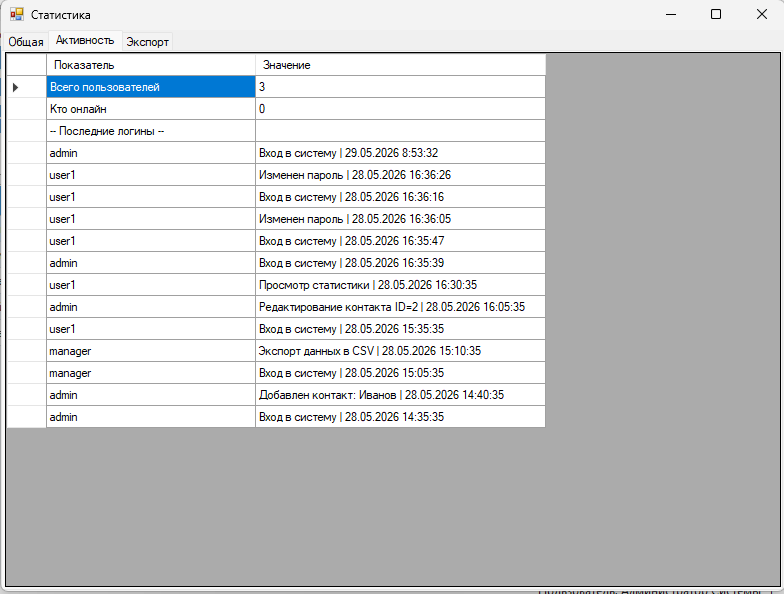 Статистика
Общая Активность Экспорт
Показатель Значение
Всего пользователей 3
Кто онлайн 0
-- Последние логины --
admin Вход в систему | 29.05.2026 8:53:32
user1 Изменен пароль | 28.05.2026 16:36:26
user1 Вход в систему | 28.05.2026 16:36:16
user1 Изменен пароль | 28.05.2026 16:36:05
user1 Вход в систему | 28.05.2026 16:35:47
admin Вход в систему | 28.05.2026 16:35:39
user1 Просмотр статистики | 28.05.2026 16:30:35
admin Редактирование контакта ID=2 | 28.05.2026 16:05:35
user1 Вход в систему | 28.05.2026 15:35:35
manager Экспорт данных в CSV | 28.05.2026 15:10:35
manager Вход в систему | 28.05.2026 15:05:35
admin Добавлен контакт: Иванов | 28.05.2026 14:40:35
admin Вход в систему | 28.05.2026 14:35:35
Пользователь: Администратор Системы